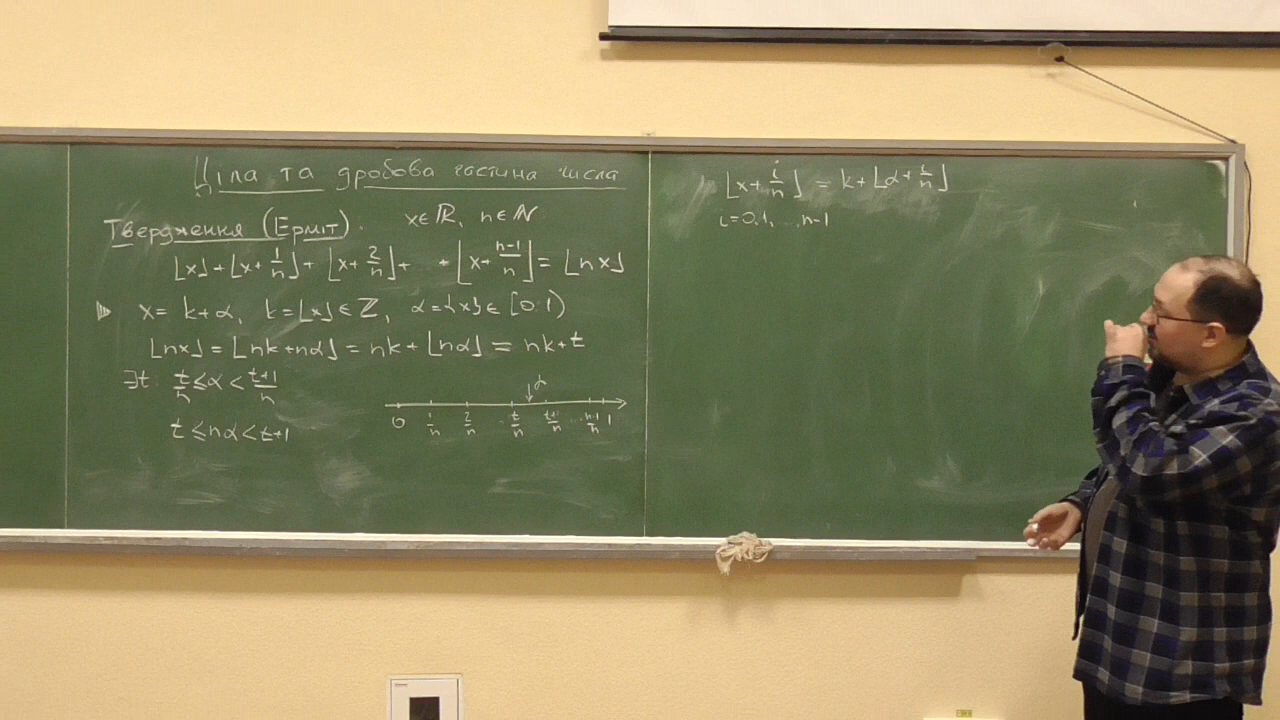 Ціла та дробова частина числа
Твердження (Ерміт). x∈ℝ, n∈ℕ
⌊x⌋+⌊x+1/n⌋+⌊x+2/n⌋+...+⌊x+(n-1)/n⌋=⌊nx⌋
▷ x=k+α, k=⌊x⌋∈ℤ, α={x}∈[0,1)
⌊nx⌋=⌊nk+nα⌋=nk+⌊nα⌋=nk+t
∃t: t/n≤α<(t+1)/n
α
0 1/n 2/n ... t/n (t+1)/n ... (n-1)/n 1
t≤nα<t+1
⌊x+i/n⌋=k+⌊α+i/n⌋
i=0,1,...,n-1